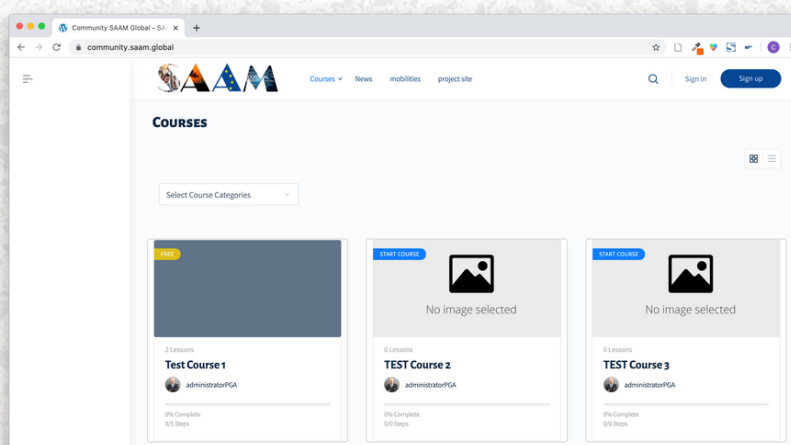 Community SAAM Global – SA
community.saam.global
SAAM
Courses
News
mobilities
project site
Sign in
Sign up
COURSES
Select Course Categories
FREE
START COURSE
START COURSE
No image selected
No image selected
2 Lessons
0 Lessons
0 Lessons
Test Course 1
TEST Course 2
TEST Course 3
administratorPGA
administratorPGA
administratorPGA
0% Complete
0% Complete
0% Complete
0/5 Steps
0/0 Steps
0/0 Steps